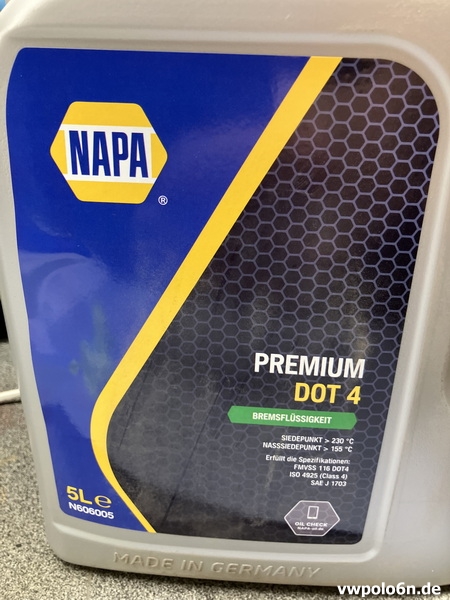 NAPA
®
PREMIUM
DOT 4
BREMSFLÜSSIGKEIT
SIEDEPUNKT > 230 °C
NASSSIEDEPUNKT > 155 °C
Erfüllt die Spezifikationen:
FMVSS 116 DOT4
ISO 4925 (Class 4)
SAE J 1703
5L e
N606005
OIL CHECK
MADE IN GERMANY
vwpolo6n.de